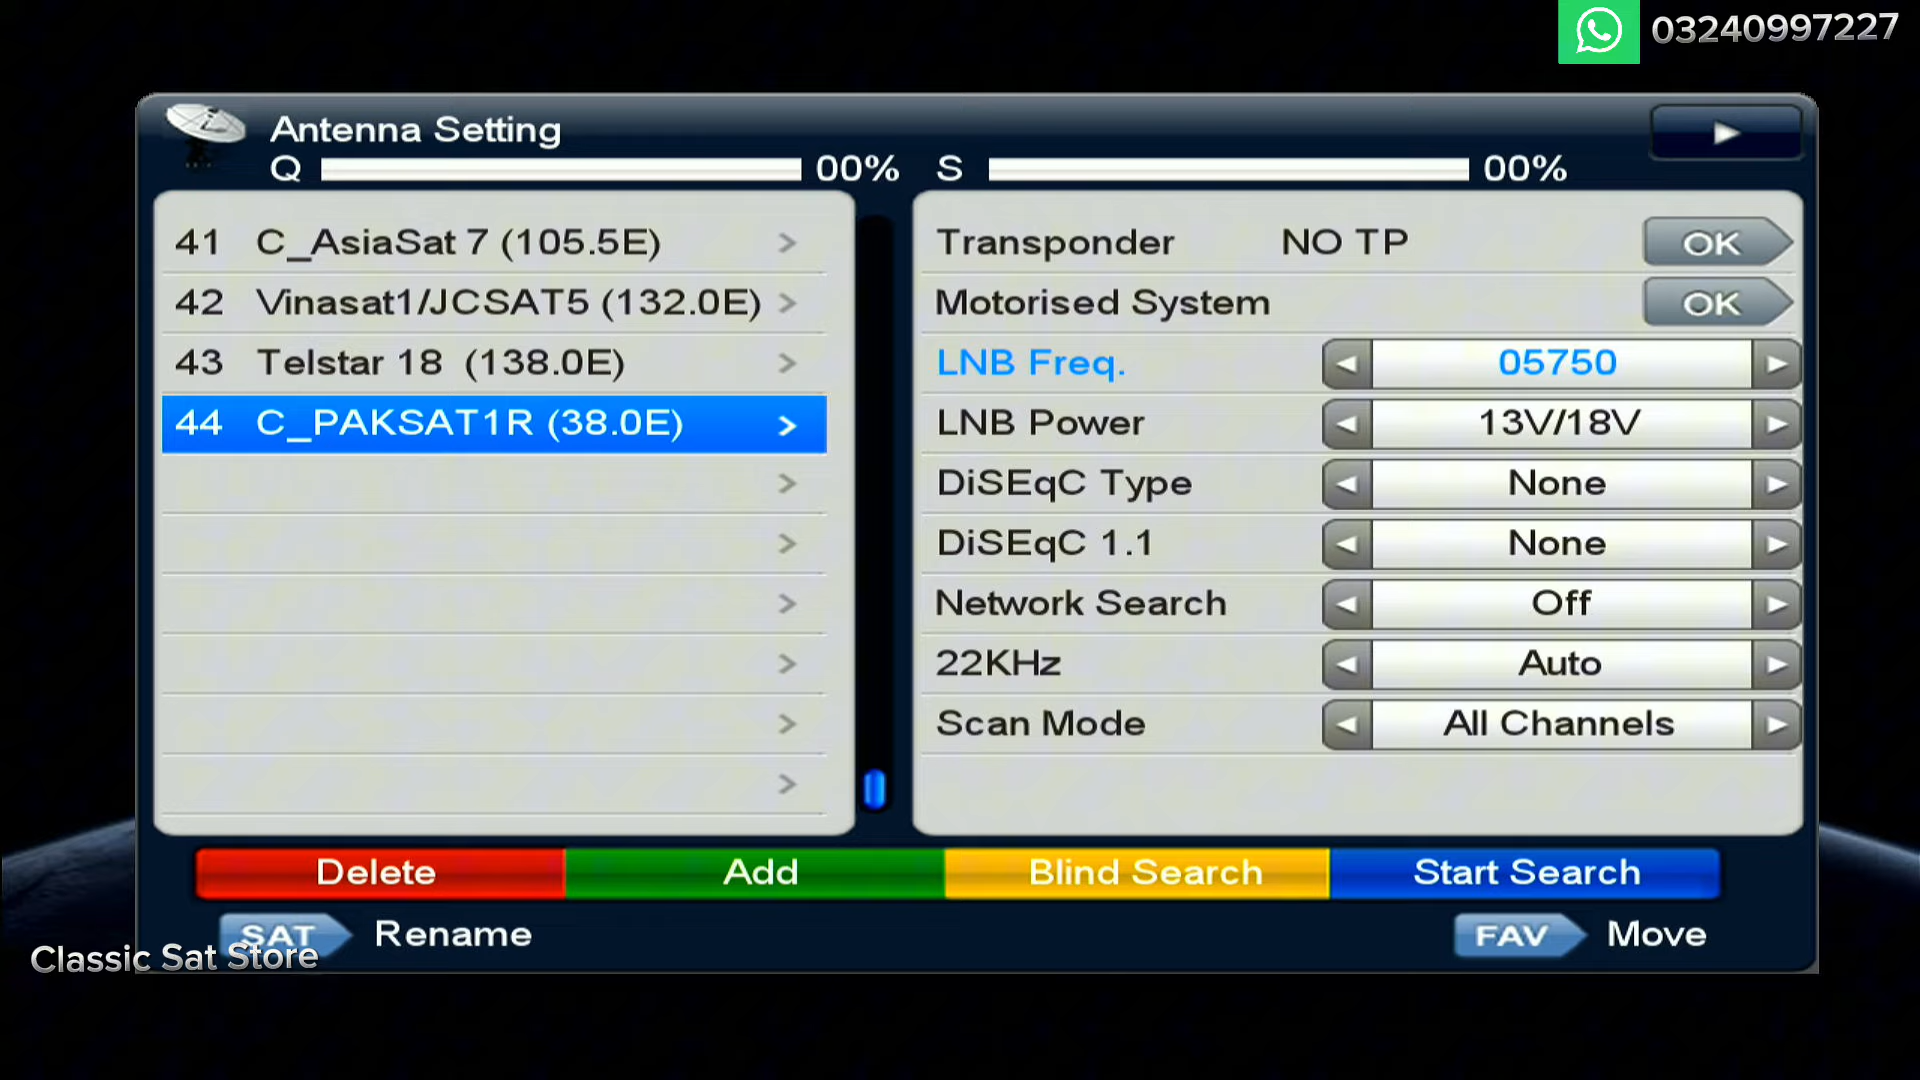 03240997227
Antenna Setting
Q 00% S 00%
41 C_AsiaSat 7 (105.5E)
42 Vinasat1/JCSAT5 (132.0E)
43 Telstar 18 (138.0E)
44 C_PAKSAT1R (38.0E)
Transponder NO TP OK
Motorised System OK
LNB Freq. 05750
LNB Power 13V/18V
DiSEqC Type None
DiSEqC 1.1 None
Network Search Off
22KHz Auto
Scan Mode All Channels
Delete Add Blind Search Start Search
SAT Rename FAV Move
Classic Sat Store